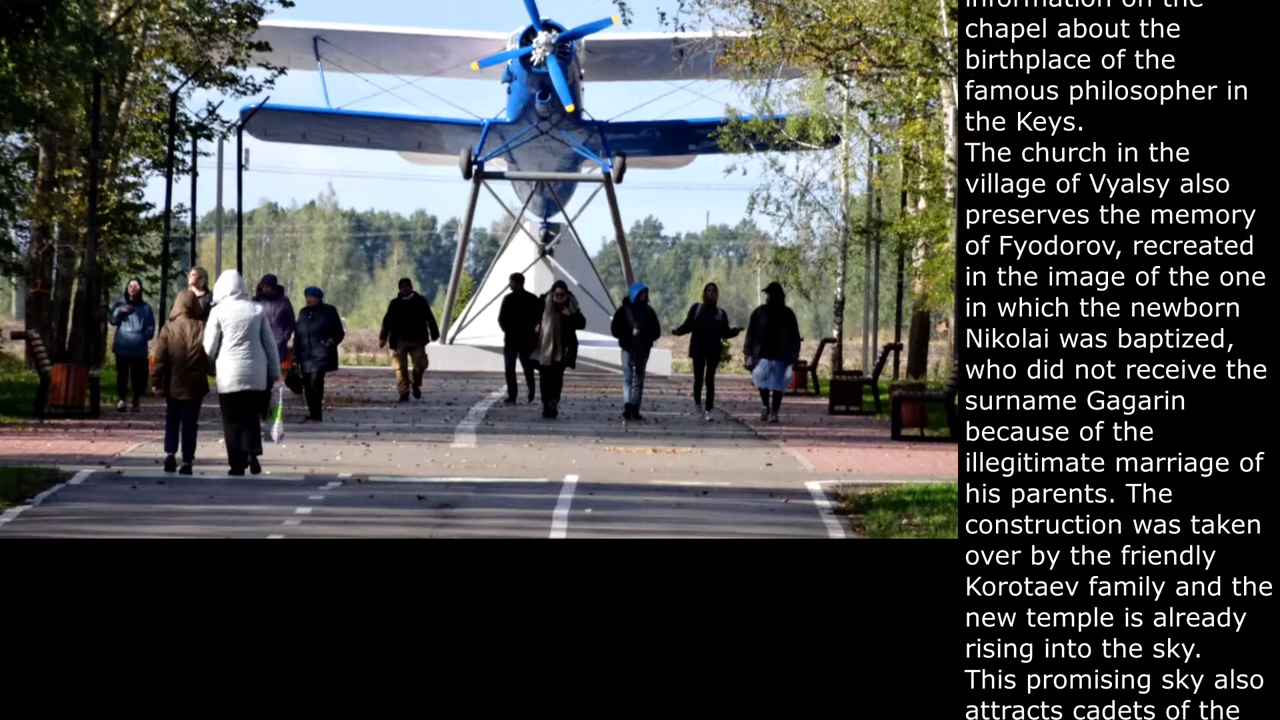 information on the
chapel about the
birthplace of the
famous philosopher in
the Keys.
The church in the
village of Vyalsy also
preserves the memory
of Fyodorov, recreated
in the image of the one
in which the newborn
Nikolai was baptized,
who did not receive the
surname Gagarin
because of the
illegitimate marriage of
his parents. The
construction was taken
over by the friendly
Korotaev family and the
new temple is already
rising into the sky.
This promising sky also
attracts cadets of the